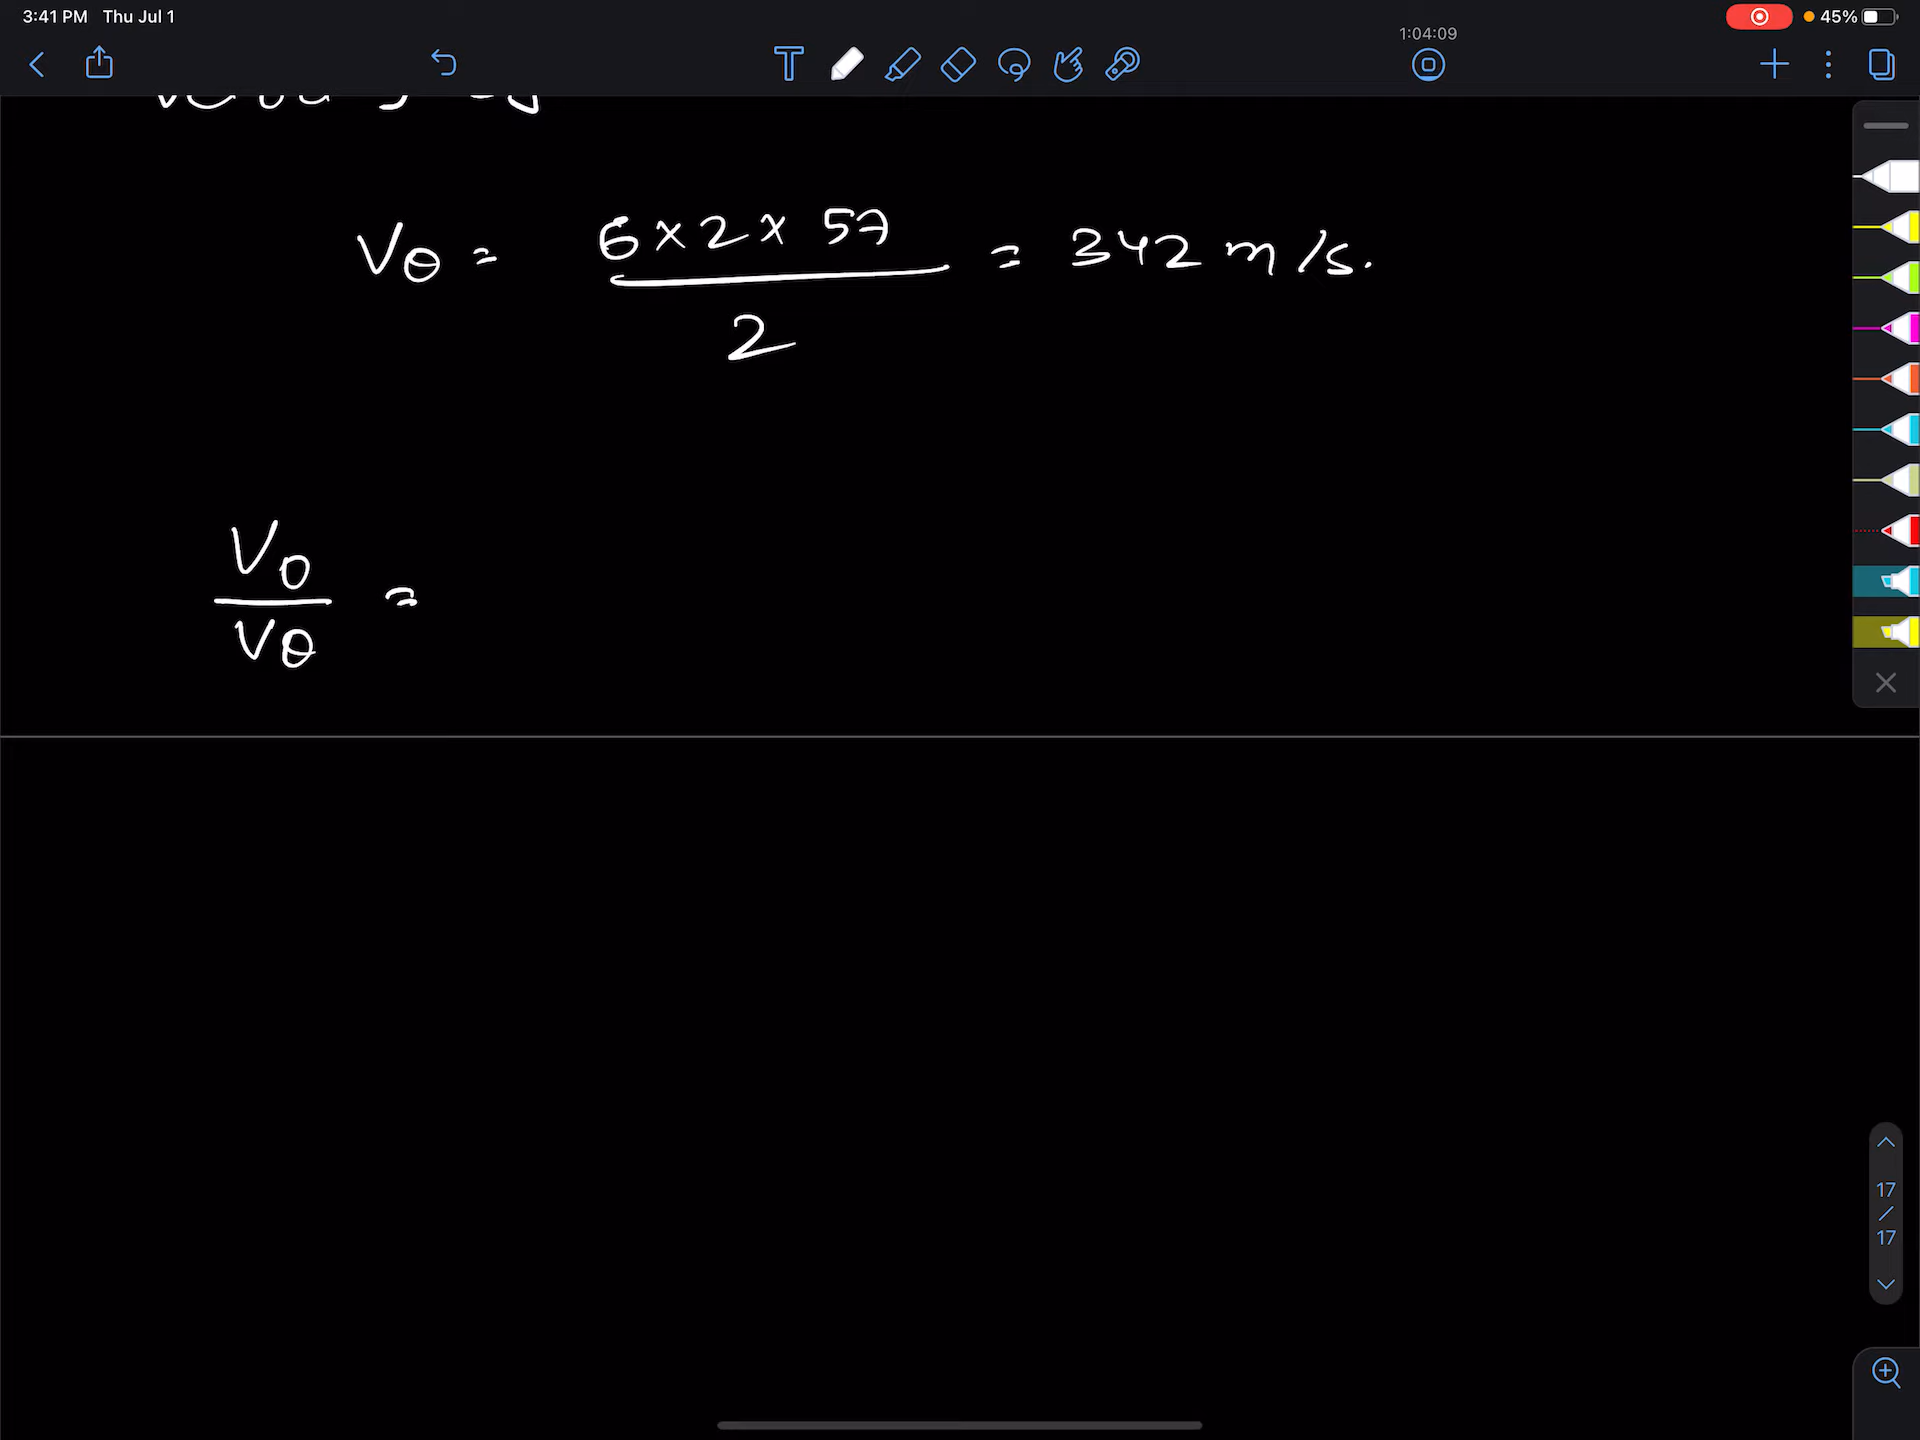 3:41 PM Thu Jul 1
45%
1:04:09
Vθ = 6 × 2 × 57 / 2 = 342 m/s.
V0 / Vθ =
17
/
17